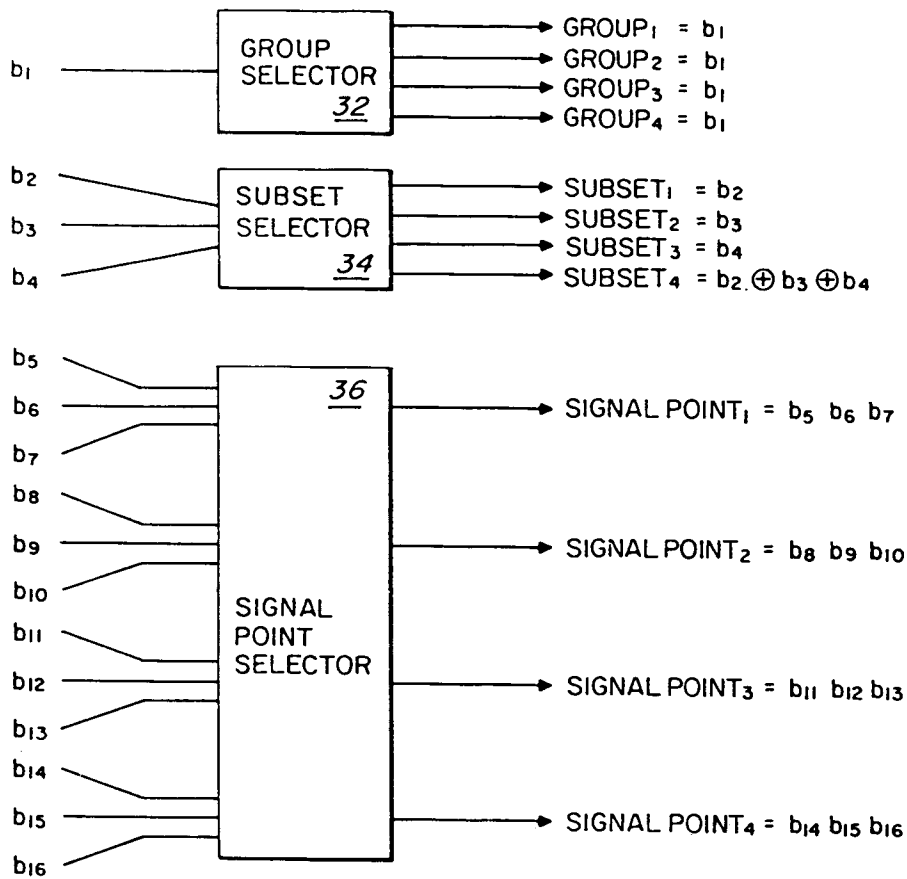 b₁
GROUP
SELECTOR
32
GROUP₁ = b₁
GROUP₂ = b₁
GROUP₃ = b₁
GROUP₄ = b₁
b₂
b₃
b₄
SUBSET
SELECTOR
34
SUBSET₁ = b₂
SUBSET₂ = b₃
SUBSET₃ = b₄
SUBSET₄ = b₂. ⊕ b₃ ⊕ b₄
b₅
b₆
b₇
b₈
b₉
b₁₀
b₁₁
b₁₂
b₁₃
b₁₄
b₁₅
b₁₆
36
SIGNAL
POINT
SELECTOR
SIGNAL POINT₁ = b₅ b₆ b₇
SIGNAL POINT₂ = b₈ b₉ b₁₀
SIGNAL POINT₃ = b₁₁ b₁₂ b₁₃
SIGNAL POINT₄ = b₁₄ b₁₅ b₁₆